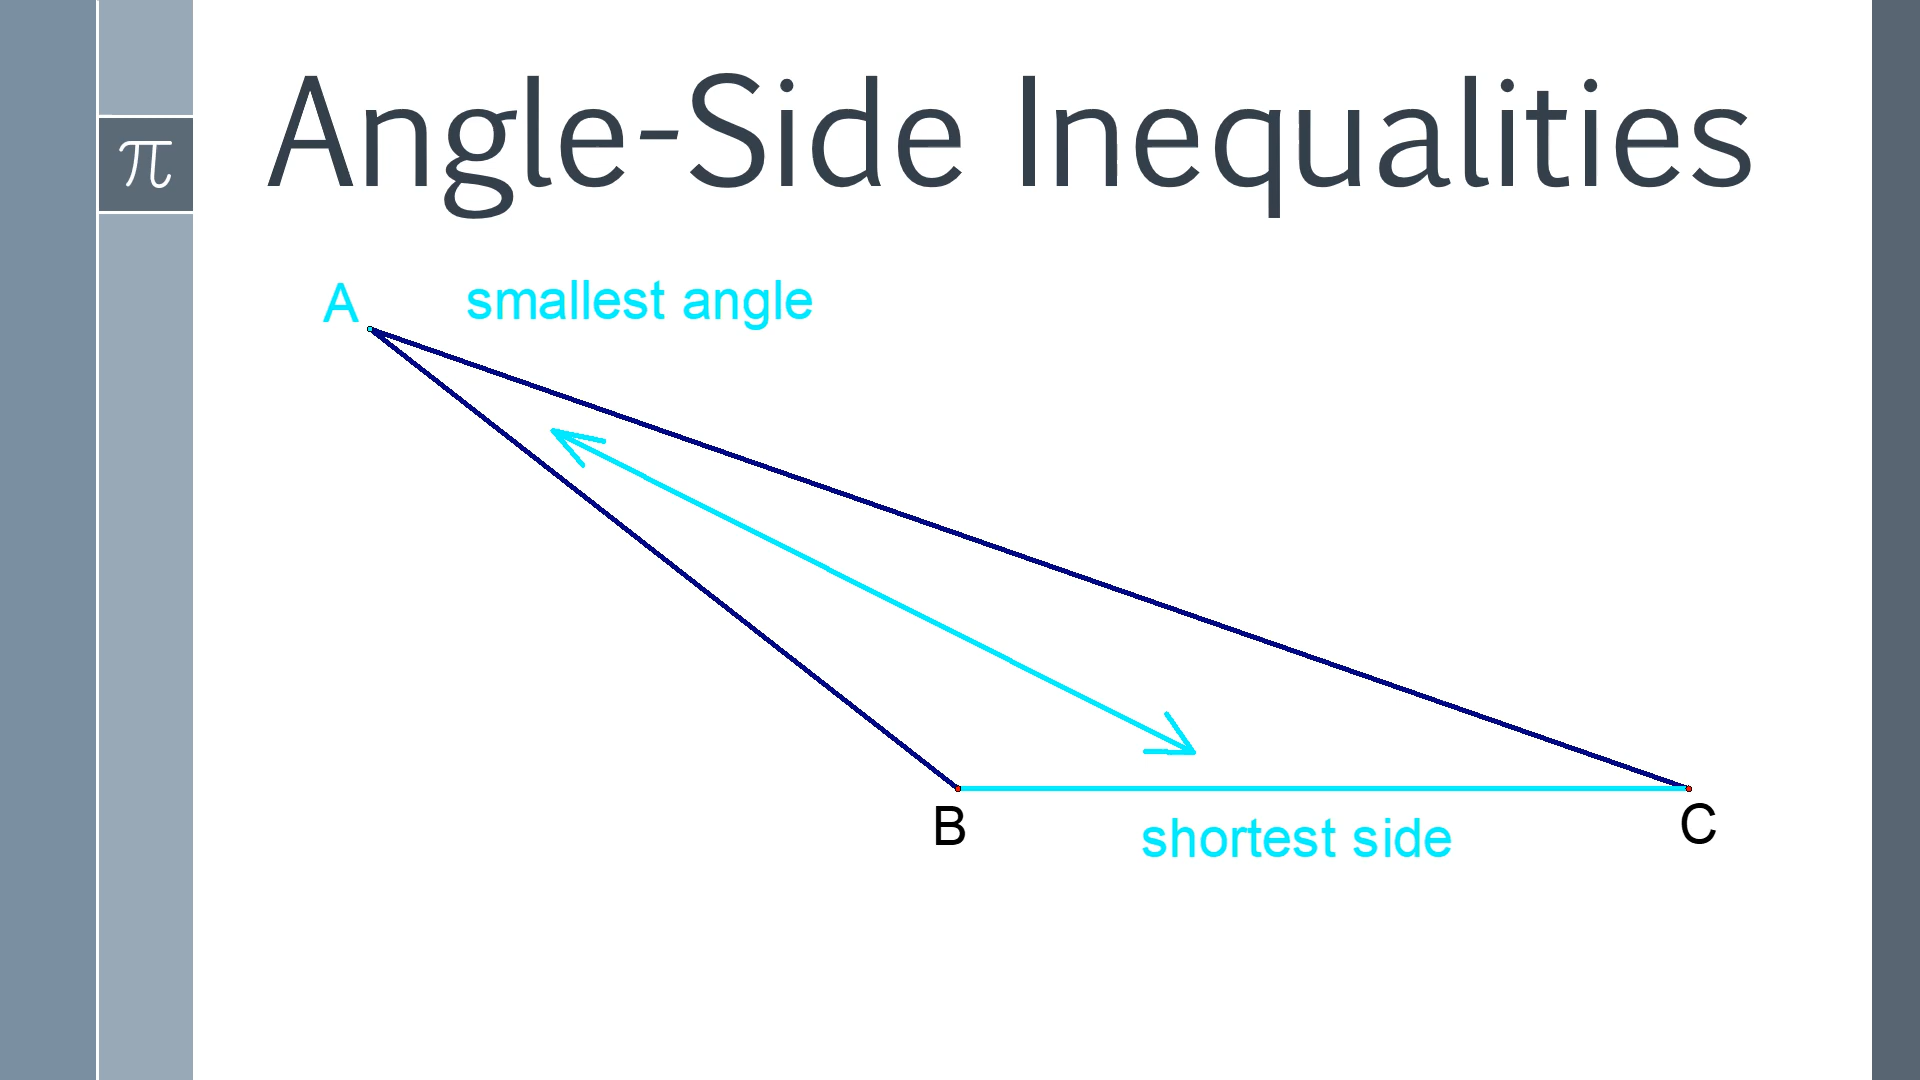 π
Angle-Side Inequalities
A
smallest angle
B
C
shortest side